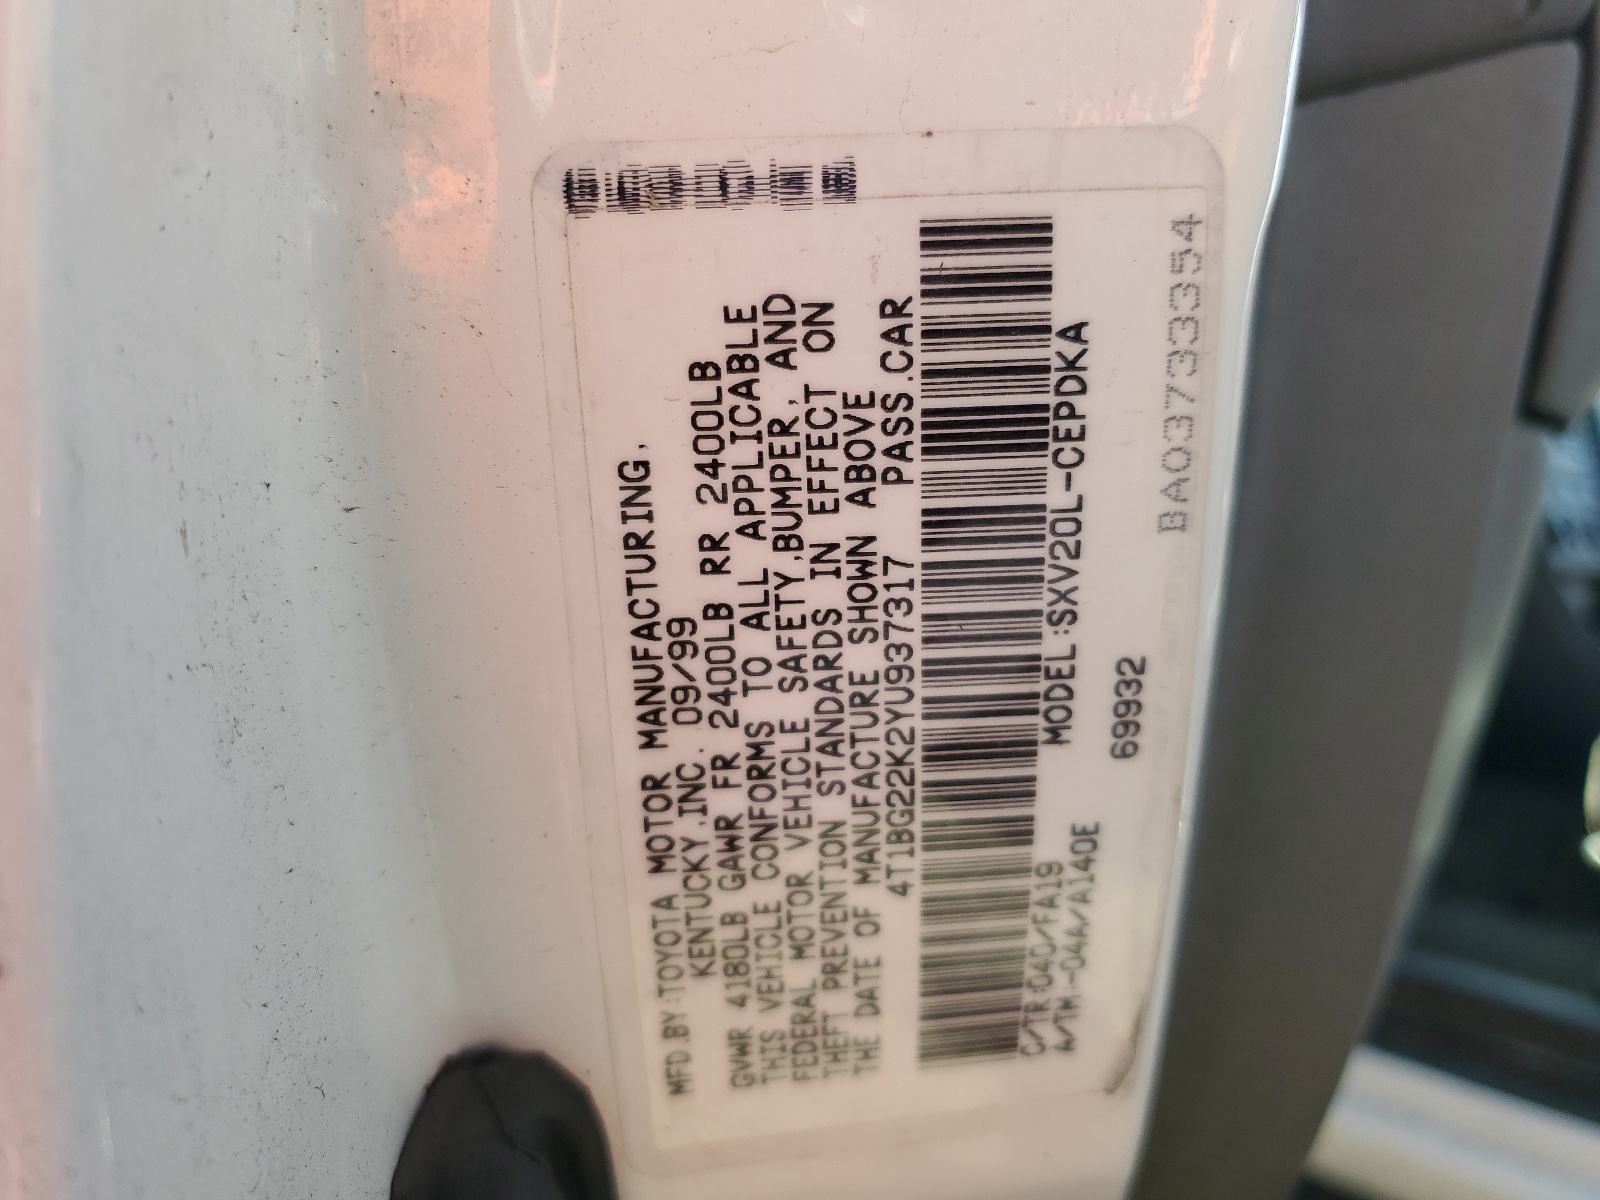 MFD.BY:TOYOTA MOTOR MANUFACTURING,
KENTUCKY,INC. 09/99
GVWR 4180LB GAWR FR 2400LB RR 2400LB
THIS VEHICLE CONFORMS TO ALL APPLICABLE
FEDERAL MOTOR VEHICLE SAFETY,BUMPER, AND
THEFT PREVENTION STANDARDS IN EFFECT ON
THE DATE OF MANUFACTURE SHOWN ABOVE
4T1BG22K2YU937317 PASS.CAR
C/TR:040/FA19 MODEL:SXV20L-CEPDKA
A/TM:-04A/A140E
69932
BA03733354